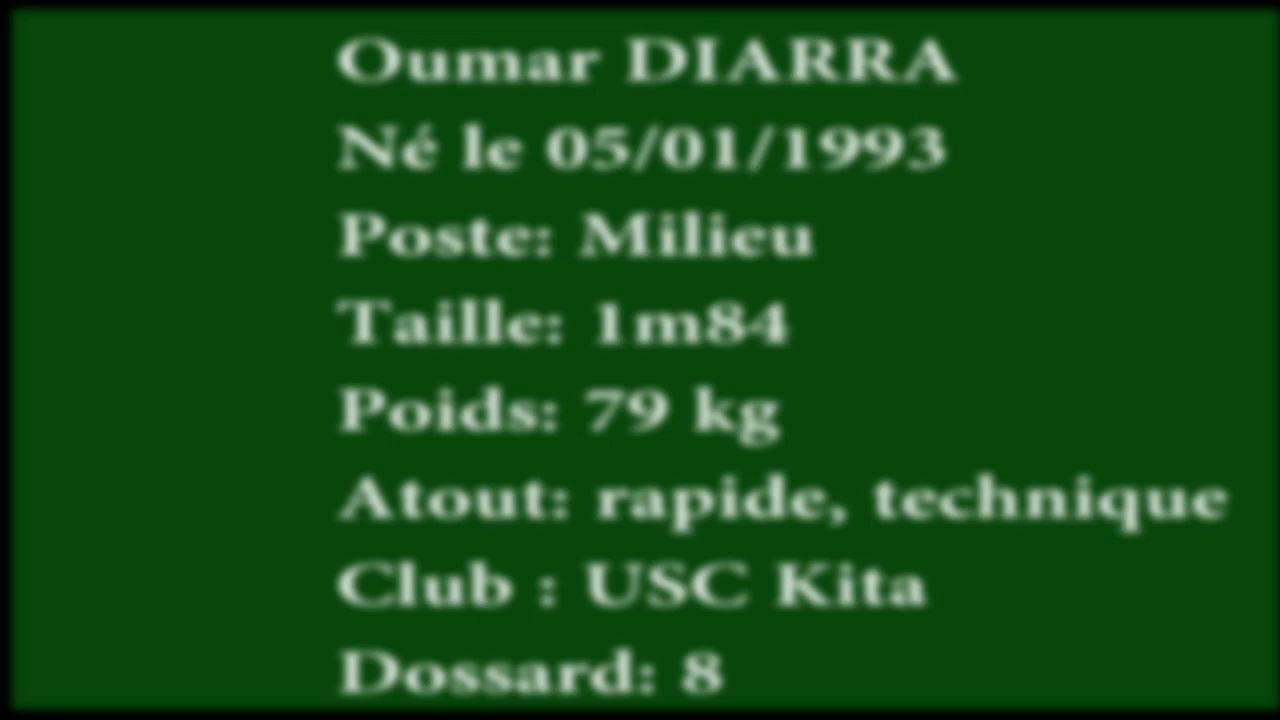 Oumar DIARRA
Né le 05/01/1993
Poste: Milieu
Taille: 1m84
Poids: 79 kg
Atout: rapide, technique
Club : USC Kita
Dossard: 8